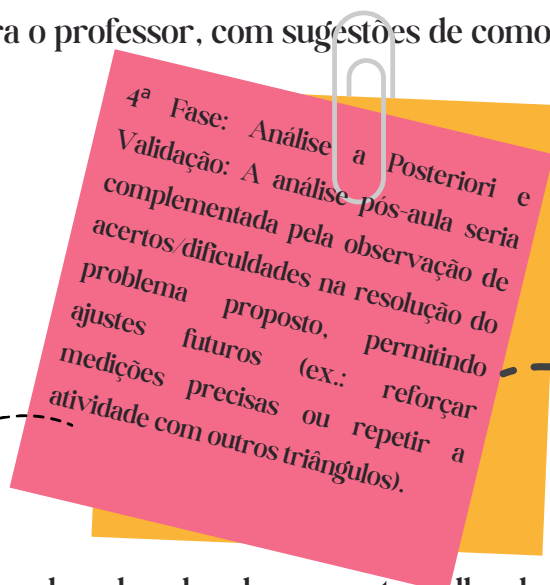 ra o professor, com sugestões de como
4ª Fase: Análise a Posteriori e
Validação: A análise pós-aula seria
complementada pela observação de
acertos/dificuldades na resolução do
problema proposto, permitindo
ajustes futuros (ex.: reforçar
medições precisas ou repetir a
atividade com outros triângulos).